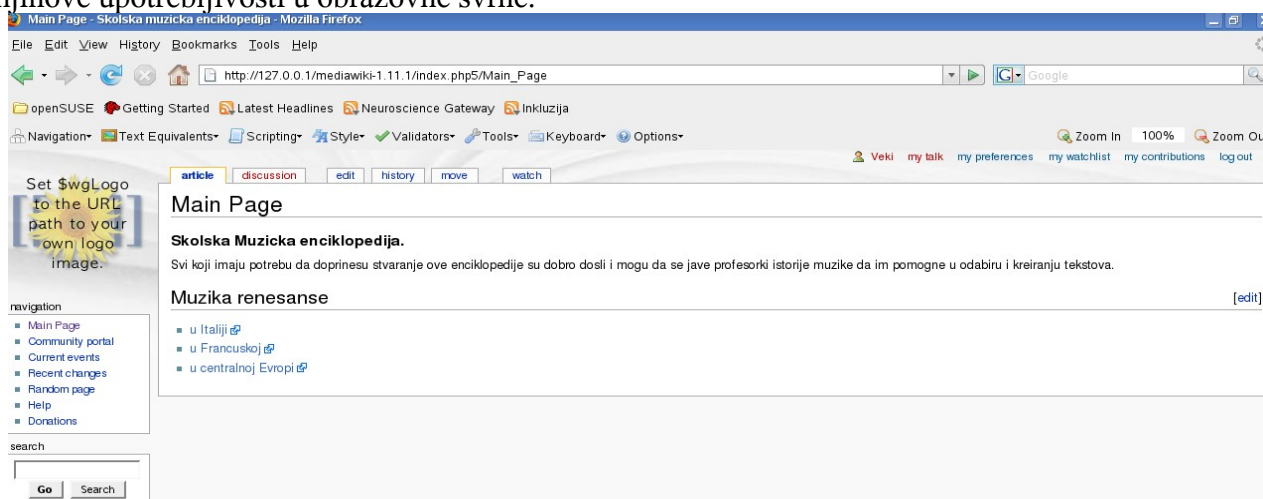 njihove upotrebljivosti u obrazovne svrhe.
Main Page - Skolska muzicka enciklopedija - Mozilla Firefox
File Edit View History Bookmarks Tools Help
http://127.0.0.1/mediawiki-1.11.1/index.php5/Main_Page
Google
openSUSE Getting Started Latest Headlines Neuroscience Gateway Inkluzija
Navigation Text Equivalents Scripting Style Validators Tools Keyboard Options Zoom In 100% Zoom Ou
Veki my talk my preferences my watchlist my contributions log out
article discussion edit history move watch
Set $wgLogo
to the URL
path to your
own logo
image.
Main Page
Skolska Muzicka enciklopedija.
Svi koji imaju potrebu da doprinesu stvaranje ove enciklopedije su dobro dosli i mogu da se jave profesorki istorije muzike da im pomogne u odabiru i kreiranju tekstova.
Muzika renesanse [edit]
u Italiji
u Francuskoj
u centralnoj Evropi
navigation
Main Page
Community portal
Current events
Recent changes
Random page
Help
Donations
search
Go Search